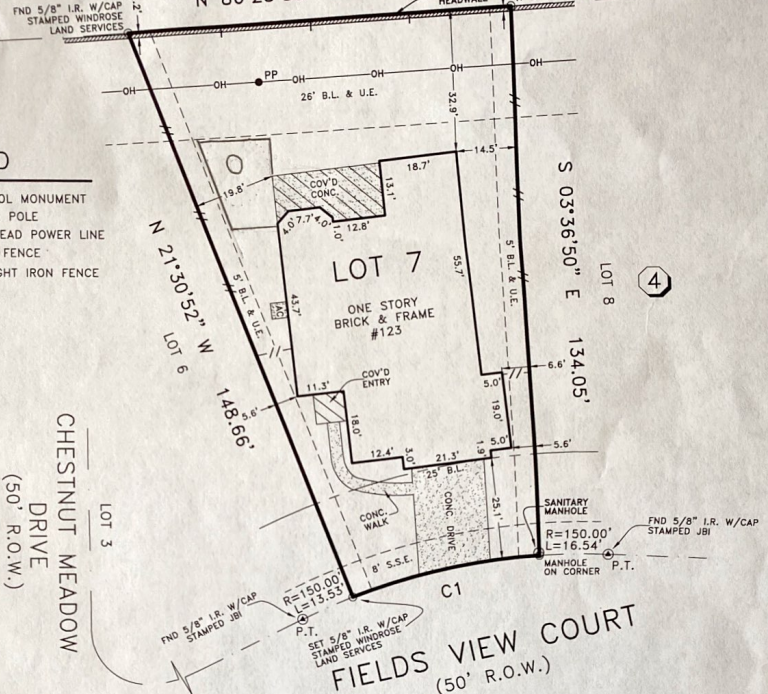 FND 5/8" I.R. W/CAP
STAMPED WINDROSE
LAND SERVICES
HEADWALL
OH
PP
OH
OH
OH
OH
26' B.L. & U.E.
32.9'
14.5'
18.7'
13.1'
COV'D
CONC.
19.8'
4.0'
7.7'
4.0'
1.0'
12.8'
OL MONUMENT
POLE
EAD POWER LINE
FENCE
GHT IRON FENCE
LOT 7
ONE STORY
BRICK & FRAME
#123
55.7'
43.7'
AC
N 21°30'52" W 148.66'
5' B.L. & U.E.
LOT 6
S 03°36'50" E 134.05'
5' B.L. & U.E.
LOT 8
4
6.6'
5.0'
19.0'
5.0'
5.6'
1.9'
11.3'
COV'D
ENTRY
5.6'
18.0'
12.4'
3.0'
21.3'
25' B.L.
25.1'
CONC. DRIVE
CONC.
WALK
8' S.S.E.
SANITARY
MANHOLE
R=150.00'
L=16.54'
MANHOLE
ON CORNER
FND 5/8" I.R. W/CAP
STAMPED JBI
P.T.
R=150.00'
L=13.53'
FND 5/8" I.R. W/CAP
STAMPED JBI
P.T.
SET 5/8" I.R. W/CAP
STAMPED WINDROSE
LAND SERVCES
C1
FIELDS VIEW COURT
(50' R.O.W.)
LOT 3
CHESTNUT MEADOW
DRIVE
(50' R.O.W.)